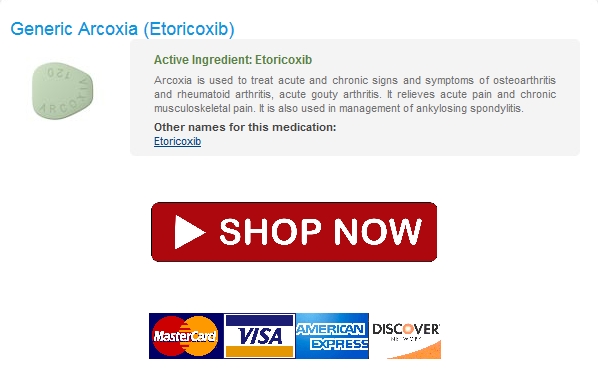 Generic Arcoxia (Etoricoxib)
Active Ingredient: Etoricoxib
Arcoxia is used to treat acute and chronic signs and symptoms of osteoarthritis
and rheumatoid arthritis, acute gouty arthritis. It relieves acute pain and chronic
musculoskeletal pain. It is also used in management of ankylosing spondylitis.
Other names for this medication:
Etoricoxib
120
ARCOXIA
SHOP NOW
MasterCard
VISA
AMERICAN
EXPRESS
DISCOVER
NETWORK